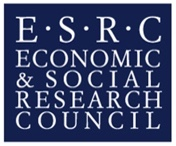 E·S·R·C
ECONOMIC
& SOCIAL
RESEARCH
COUNCIL